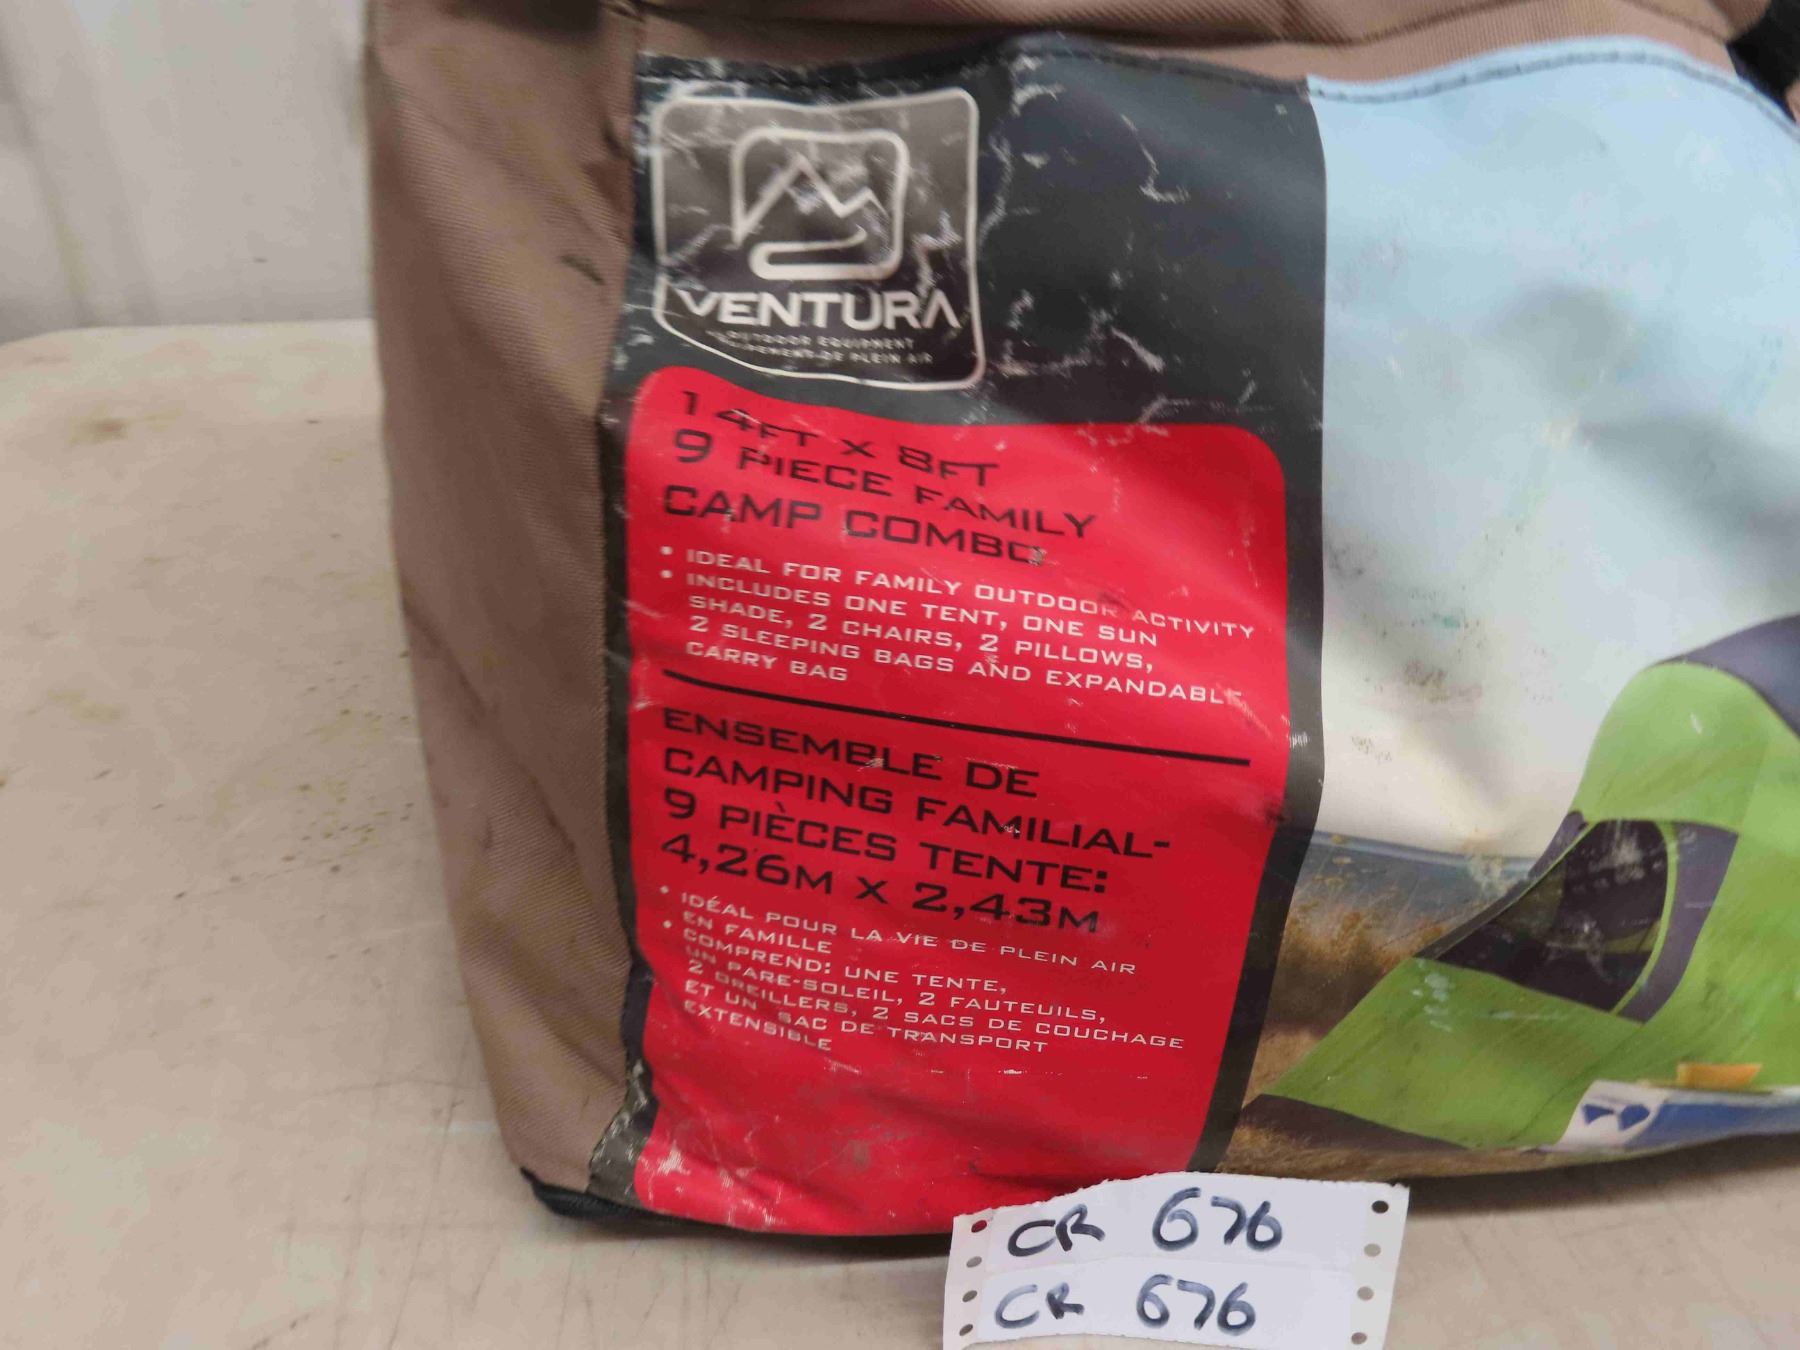 VENTURA
OUTDOOR EQUIPMENT
DE PLEIN AIR
14FT X 8FT
9 PIECE FAMILY
CAMP COMBO
• IDEAL FOR FAMILY OUTDOOR ACTIVITY
• INCLUDES ONE TENT, ONE SUN
SHADE, 2 CHAIRS, 2 PILLOWS,
2 SLEEPING BAGS AND EXPANDABLE
CARRY BAG
ENSEMBLE DE
CAMPING FAMILIAL-
9 PIÈCES TENTE:
4,26M X 2,43M
• IDÉAL POUR LA VIE DE PLEIN AIR
EN FAMILLE
• COMPREND: UNE TENTE,
UN PARE-SOLEIL, 2 FAUTEUILS,
2 OREILLERS, 2 SACS DE COUCHAGE
ET UN SAC DE TRANSPORT
EXTENSIBLE
CR 676
CR 676